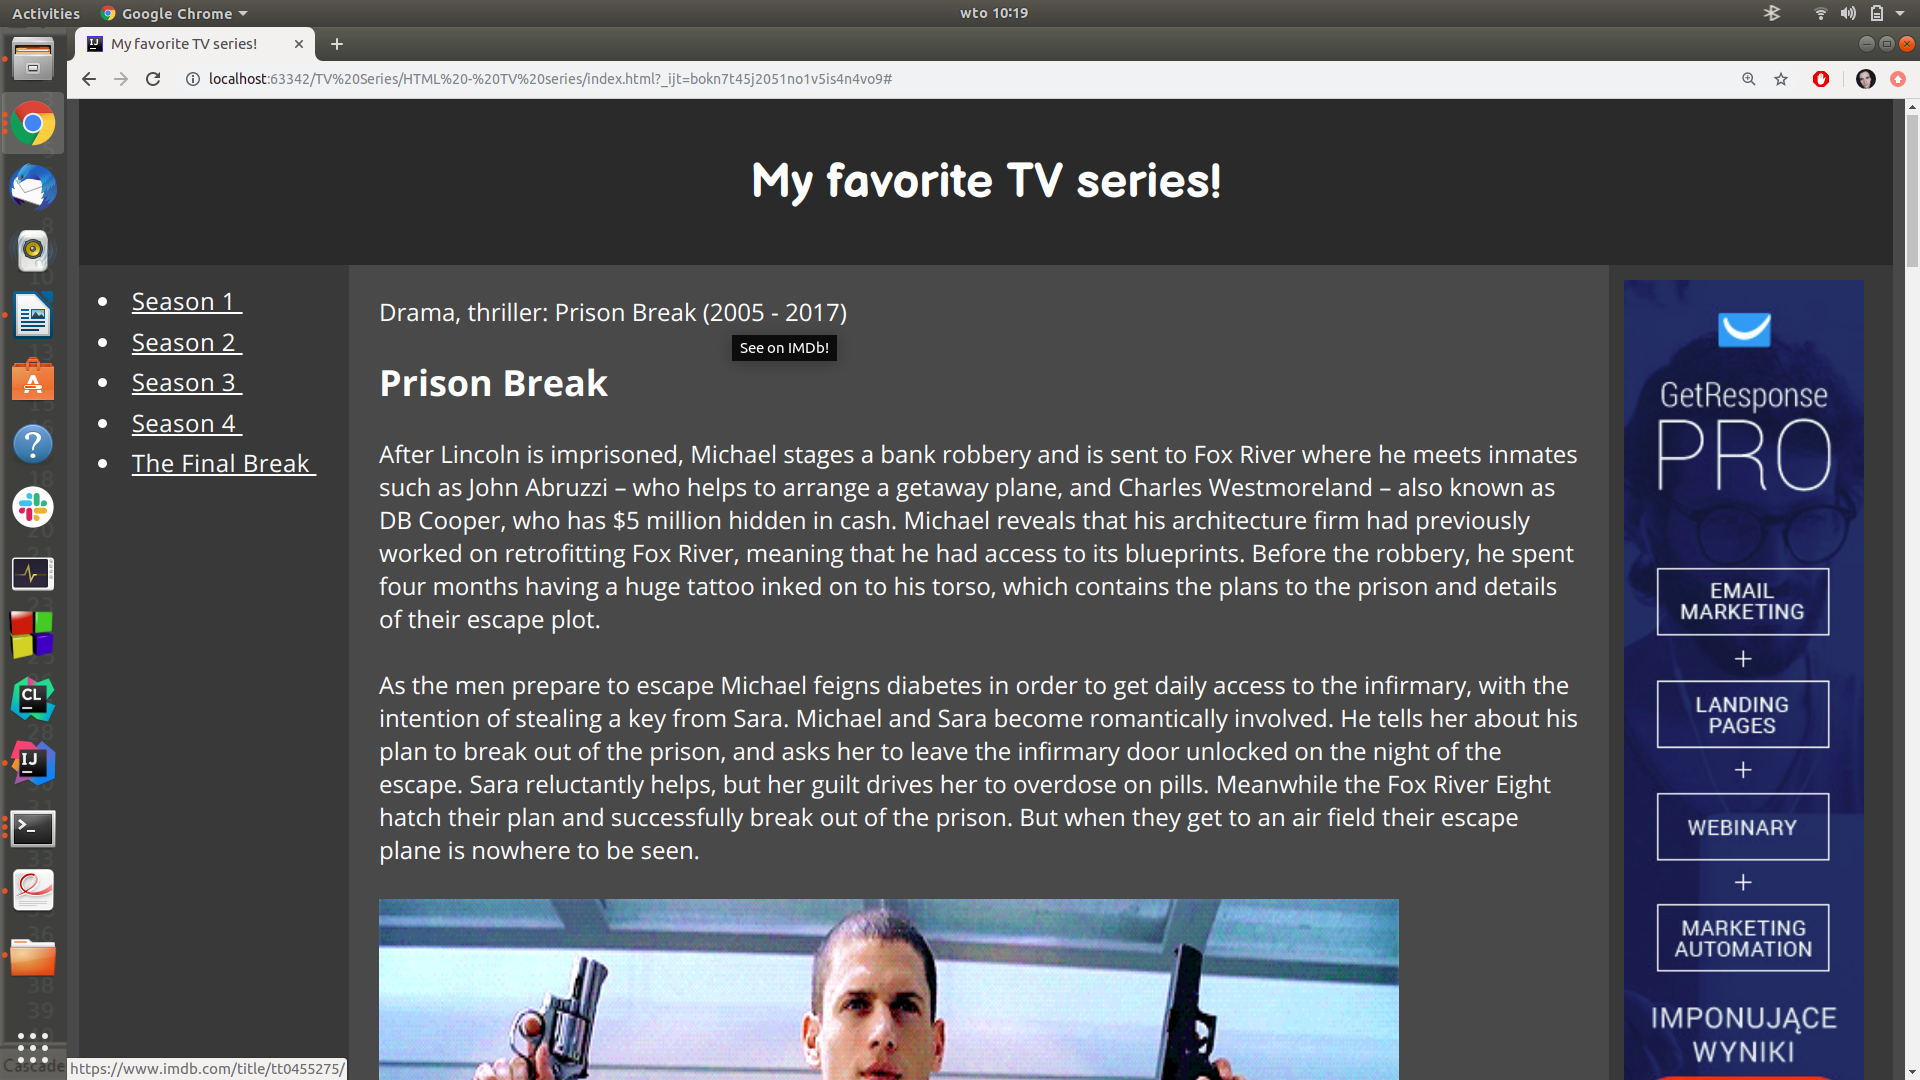 Activities
Google Chrome
wto 10:19
My favorite TV series!
localhost:63342/TV%20Series/HTML%20-%20TV%20series/index.html?_ijt=bokn7t45j2051no1v5is4n4vo9#
My favorite TV series!
Season 1
Season 2
Season 3
Season 4
The Final Break
Drama, thriller: Prison Break (2005 - 2017)
See on IMDb!
Prison Break
After Lincoln is imprisoned, Michael stages a bank robbery and is sent to Fox River where he meets inmates
such as John Abruzzi – who helps to arrange a getaway plane, and Charles Westmoreland – also known as
DB Cooper, who has $5 million hidden in cash. Michael reveals that his architecture firm had previously
worked on retrofitting Fox River, meaning that he had access to its blueprints. Before the robbery, he spent
four months having a huge tattoo inked on to his torso, which contains the plans to the prison and details
of their escape plot.
As the men prepare to escape Michael feigns diabetes in order to get daily access to the infirmary, with the
intention of stealing a key from Sara. Michael and Sara become romantically involved. He tells her about his
plan to break out of the prison, and asks her to leave the infirmary door unlocked on the night of the
escape. Sara reluctantly helps, but her guilt drives her to overdose on pills. Meanwhile the Fox River Eight
hatch their plan and successfully break out of the prison. But when they get to an air field their escape
plane is nowhere to be seen.
GetResponse
PRO
EMAIL
MARKETING
+
LANDING
PAGES
+
WEBINARY
+
MARKETING
AUTOMATION
IMPONUJĄCE
WYNIKI
CL
IJ
Cascade
https://www.imdb.com/title/tt0455275/